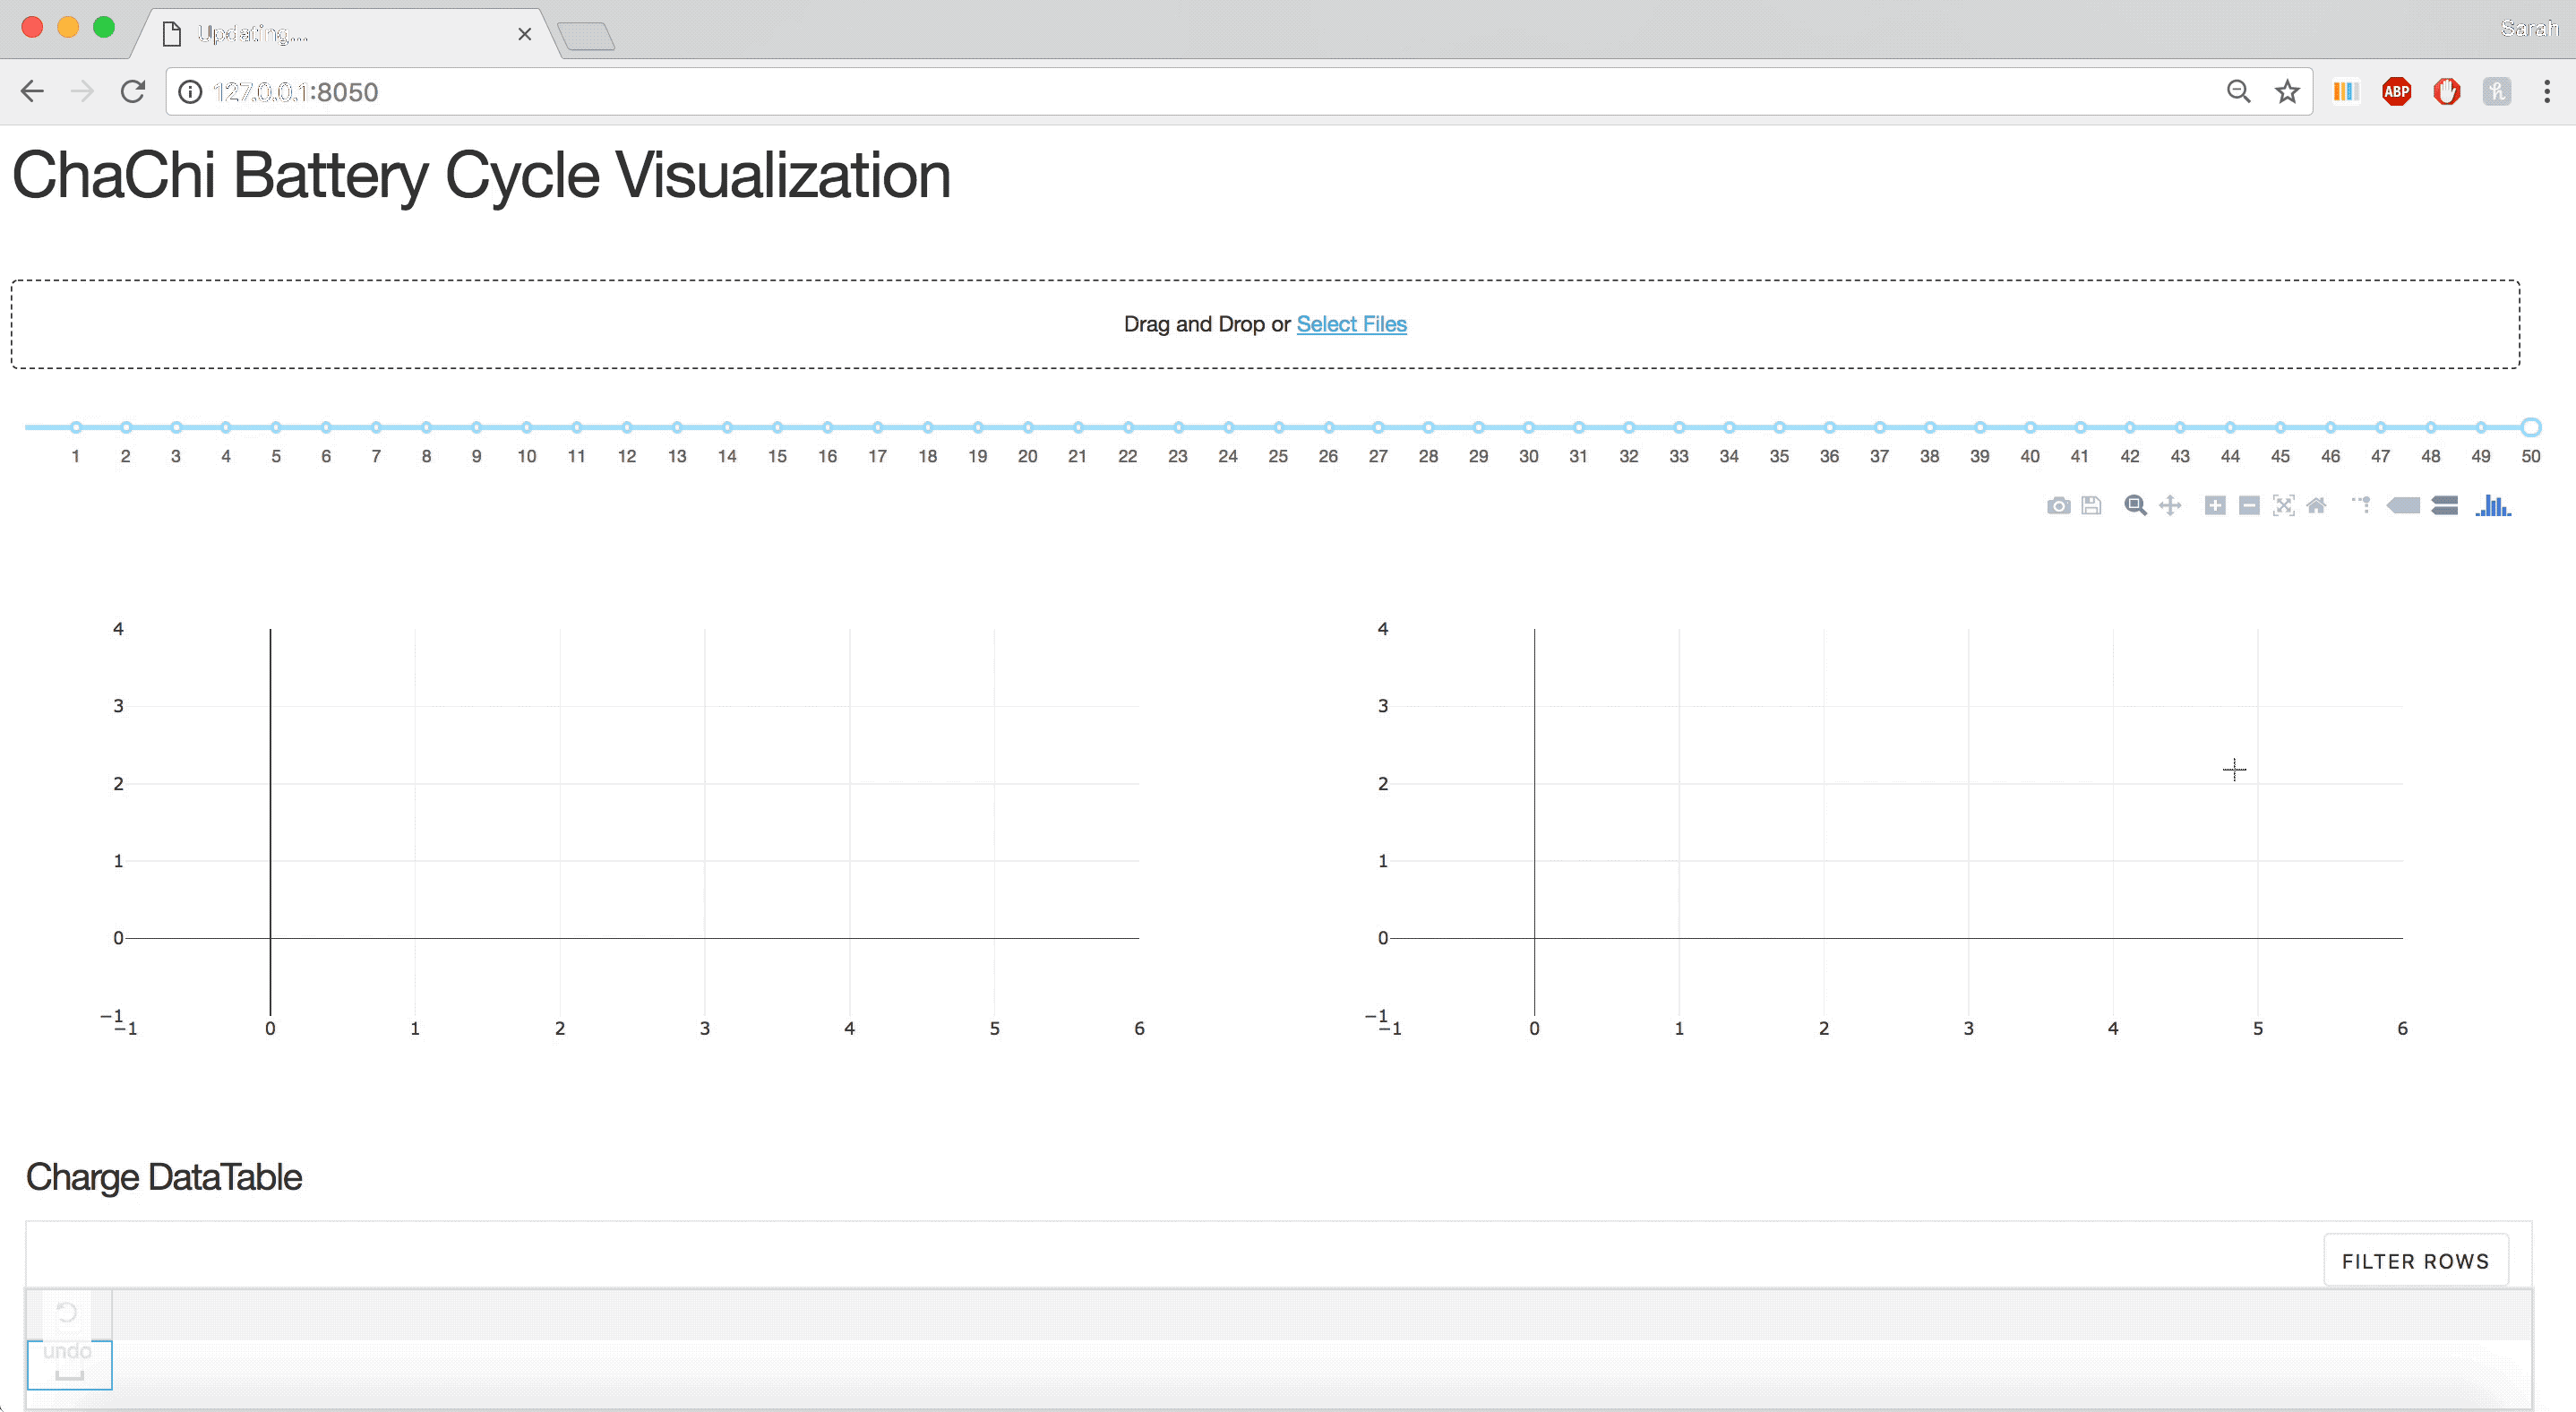 Updating...
Sarah
127.0.0.1:8050
ABP
ChaChi Battery Cycle Visualization
Drag and Drop or Select Files
1 2 3 4 5 6 7 8 9 10 11 12 13 14 15 16 17 18 19 20 21 22 23 24 25 26 27 28 29 30 31 32 33 34 35 36 37 38 39 40 41 42 43 44 45 46 47 48 49 50
4
3
2
1
0
−1
−1 0 1 2 3 4 5 6
4
3
2
1
0
−1
−1 0 1 2 3 4 5 6
Charge DataTable
FILTER ROWS
undo